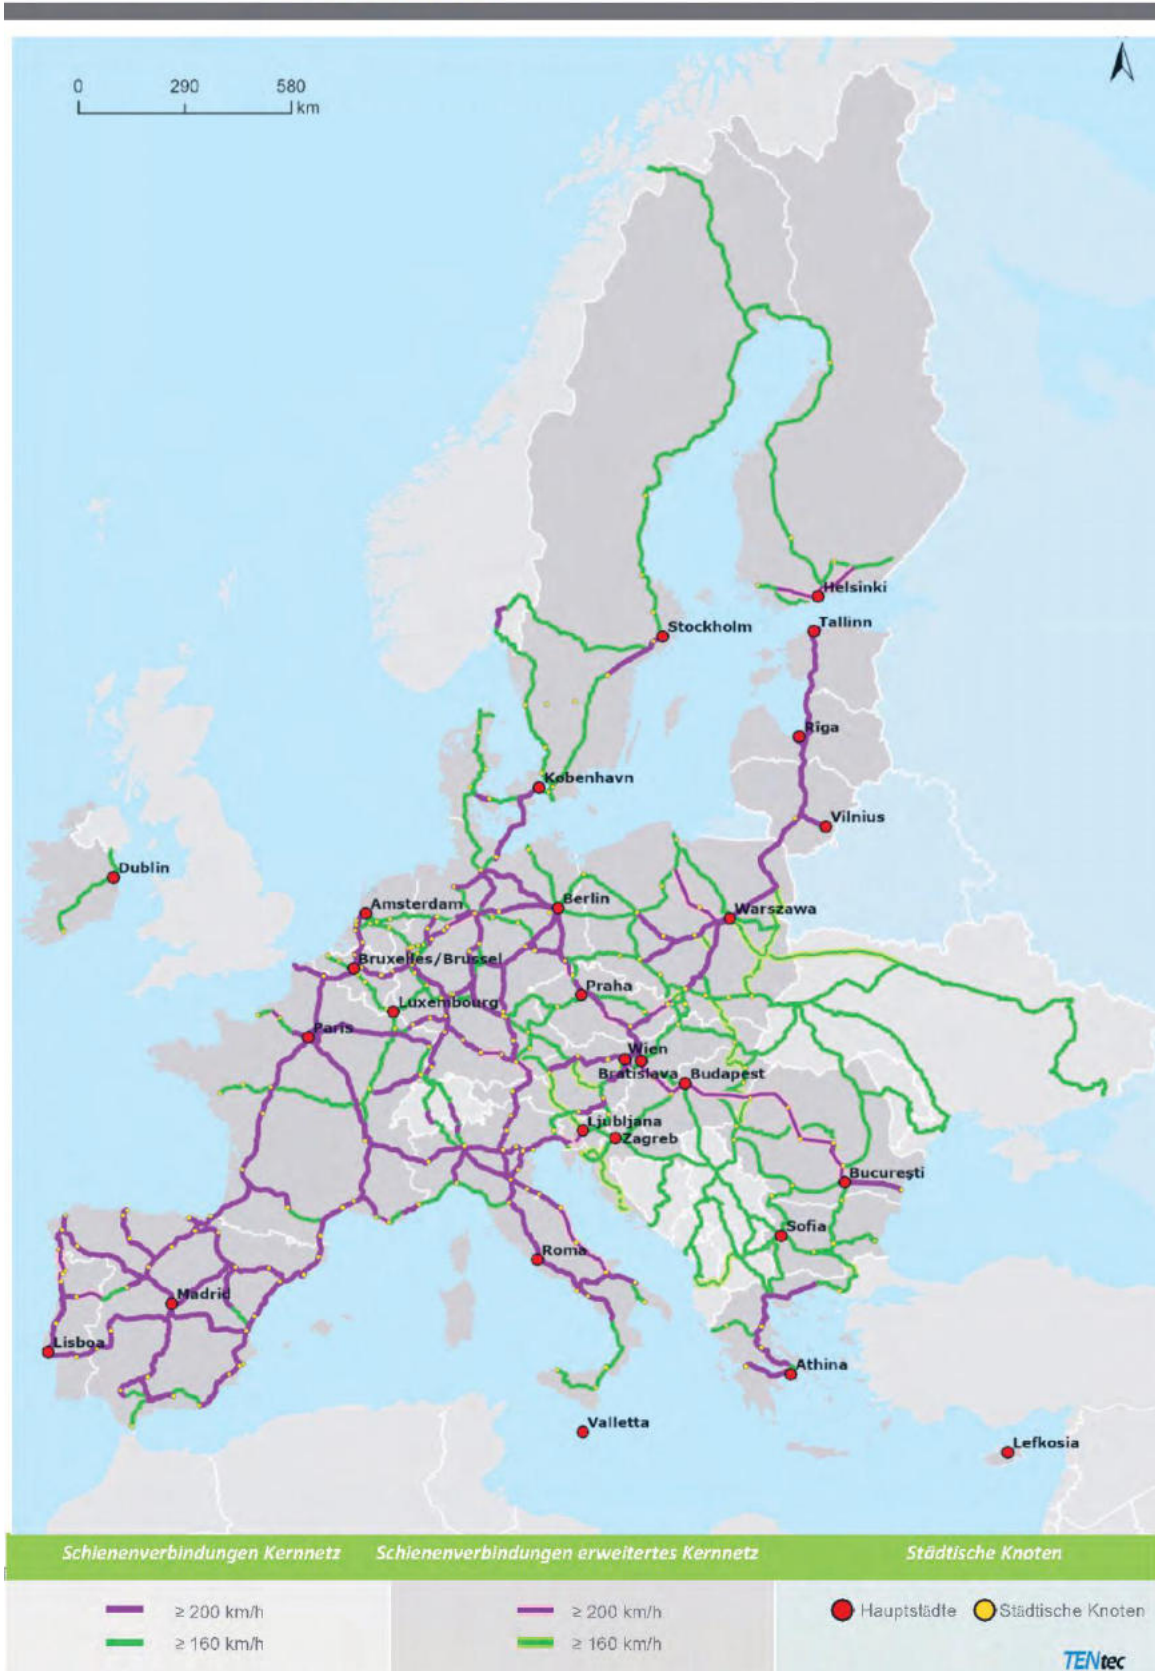 0 290 580
km
Helsinki
Stockholm
Tallinn
Rīga
København
Vilnius
Dublin
Amsterdam
Berlin
Warszawa
Bruxelles/Brussel
Praha
Luxembourg
Paris
Wien
Bratislava
Budapest
Ljubljana
Zagreb
Bucureşti
Sofia
Roma
Madrid
Lisboa
Athina
Valletta
Lefkosia
Schienenverbindungen Kernnetz Schienenverbindungen erweitertes Kernnetz Städtische Knoten
≥ 200 km/h ≥ 200 km/h Hauptstädte Städtische Knoten
≥ 160 km/h ≥ 160 km/h
TENtec